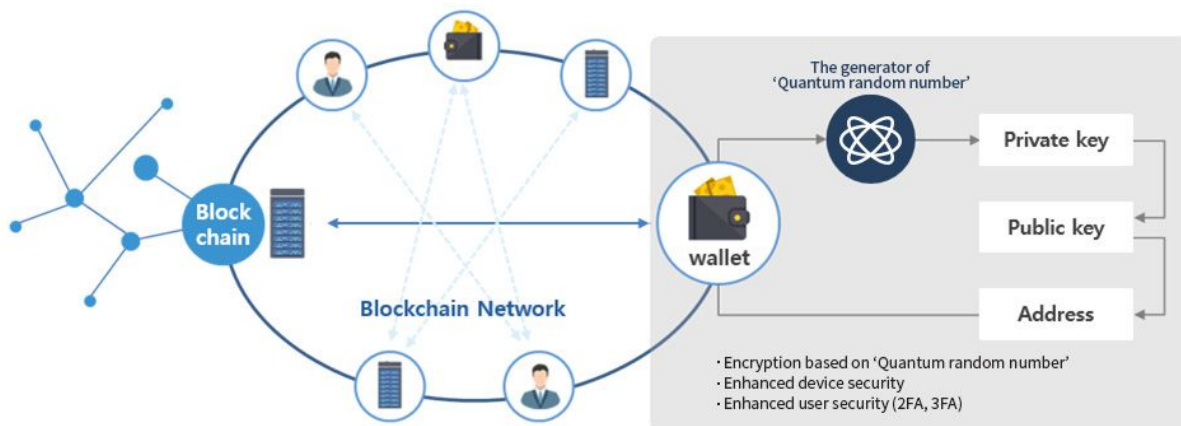 The generator of
‘Quantum random number’
Private key
Block
chain
Public key
wallet
Blockchain Network
Address
· Encryption based on ‘Quantum random number’
· Enhanced device security
· Enhanced user security (2FA, 3FA)